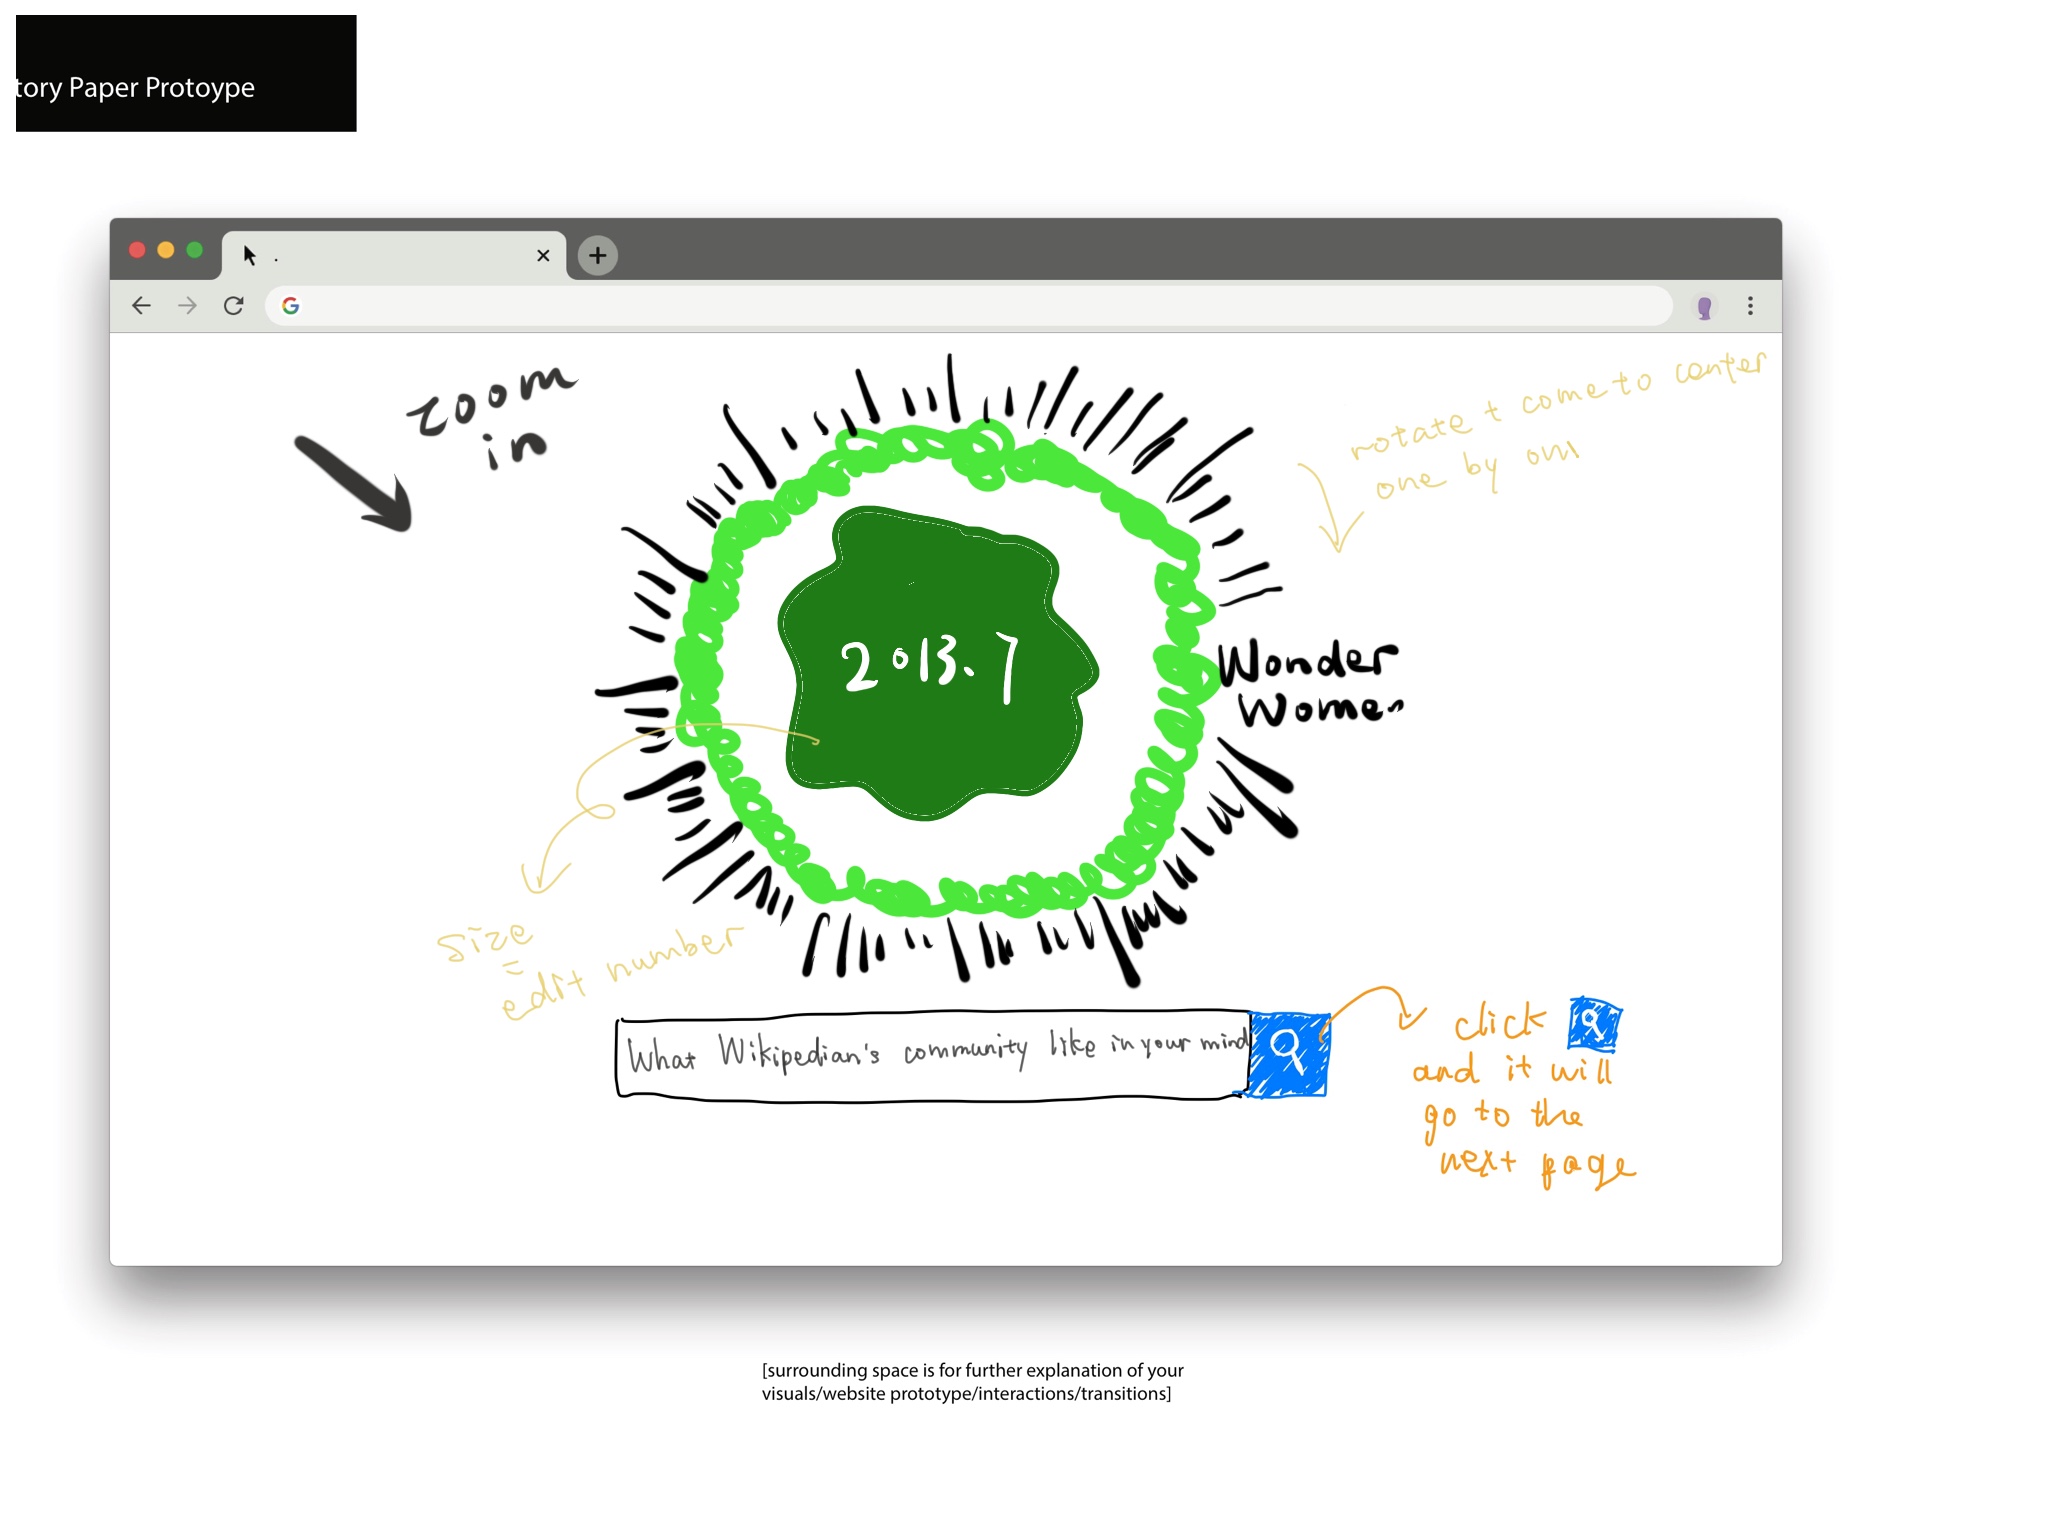 tory Paper Protoype
zoom
in
rotate + come to center
one by one
2013.7
Wonder
Women
size
=
edit number
What Wikipedian's community like in your mind
click
and it will
go to the
next page
[surrounding space is for further explanation of your
visuals/website prototype/interactions/transitions]